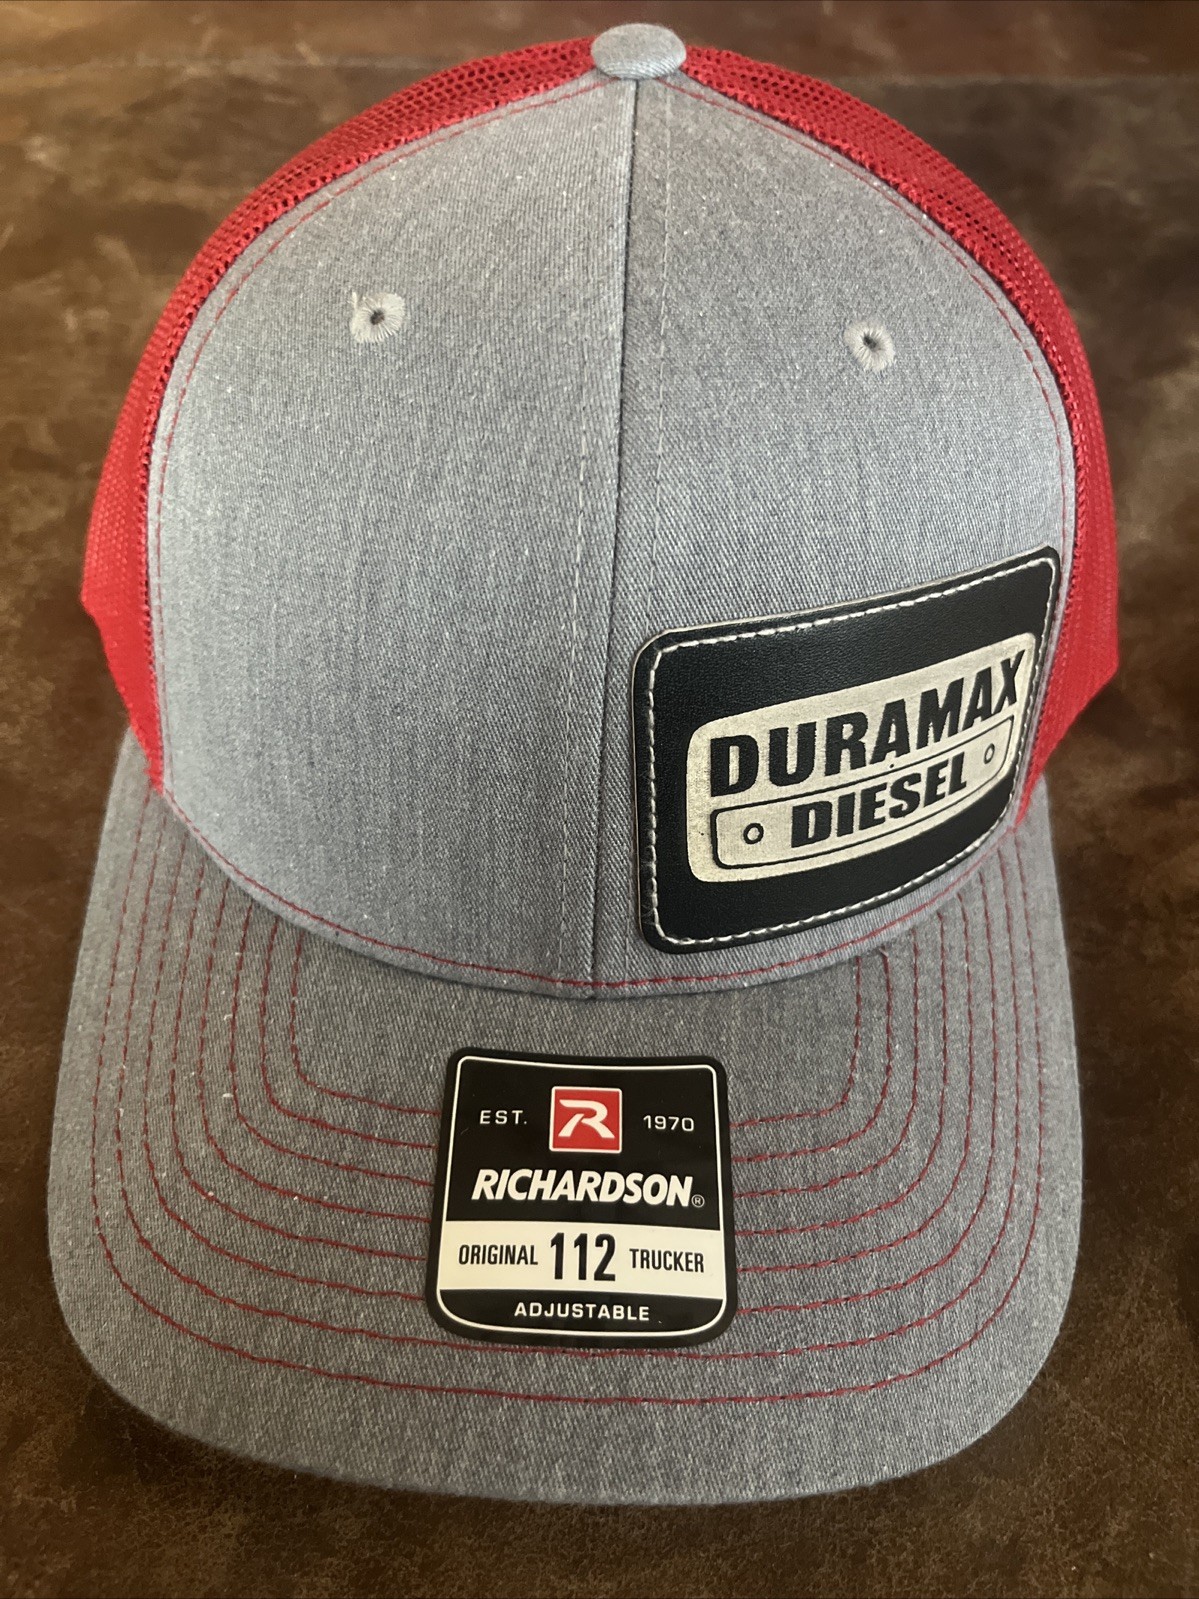 DURAMAX
DIESEL
EST. R 1970
RICHARDSON®
ORIGINAL 112 TRUCKER
ADJUSTABLE